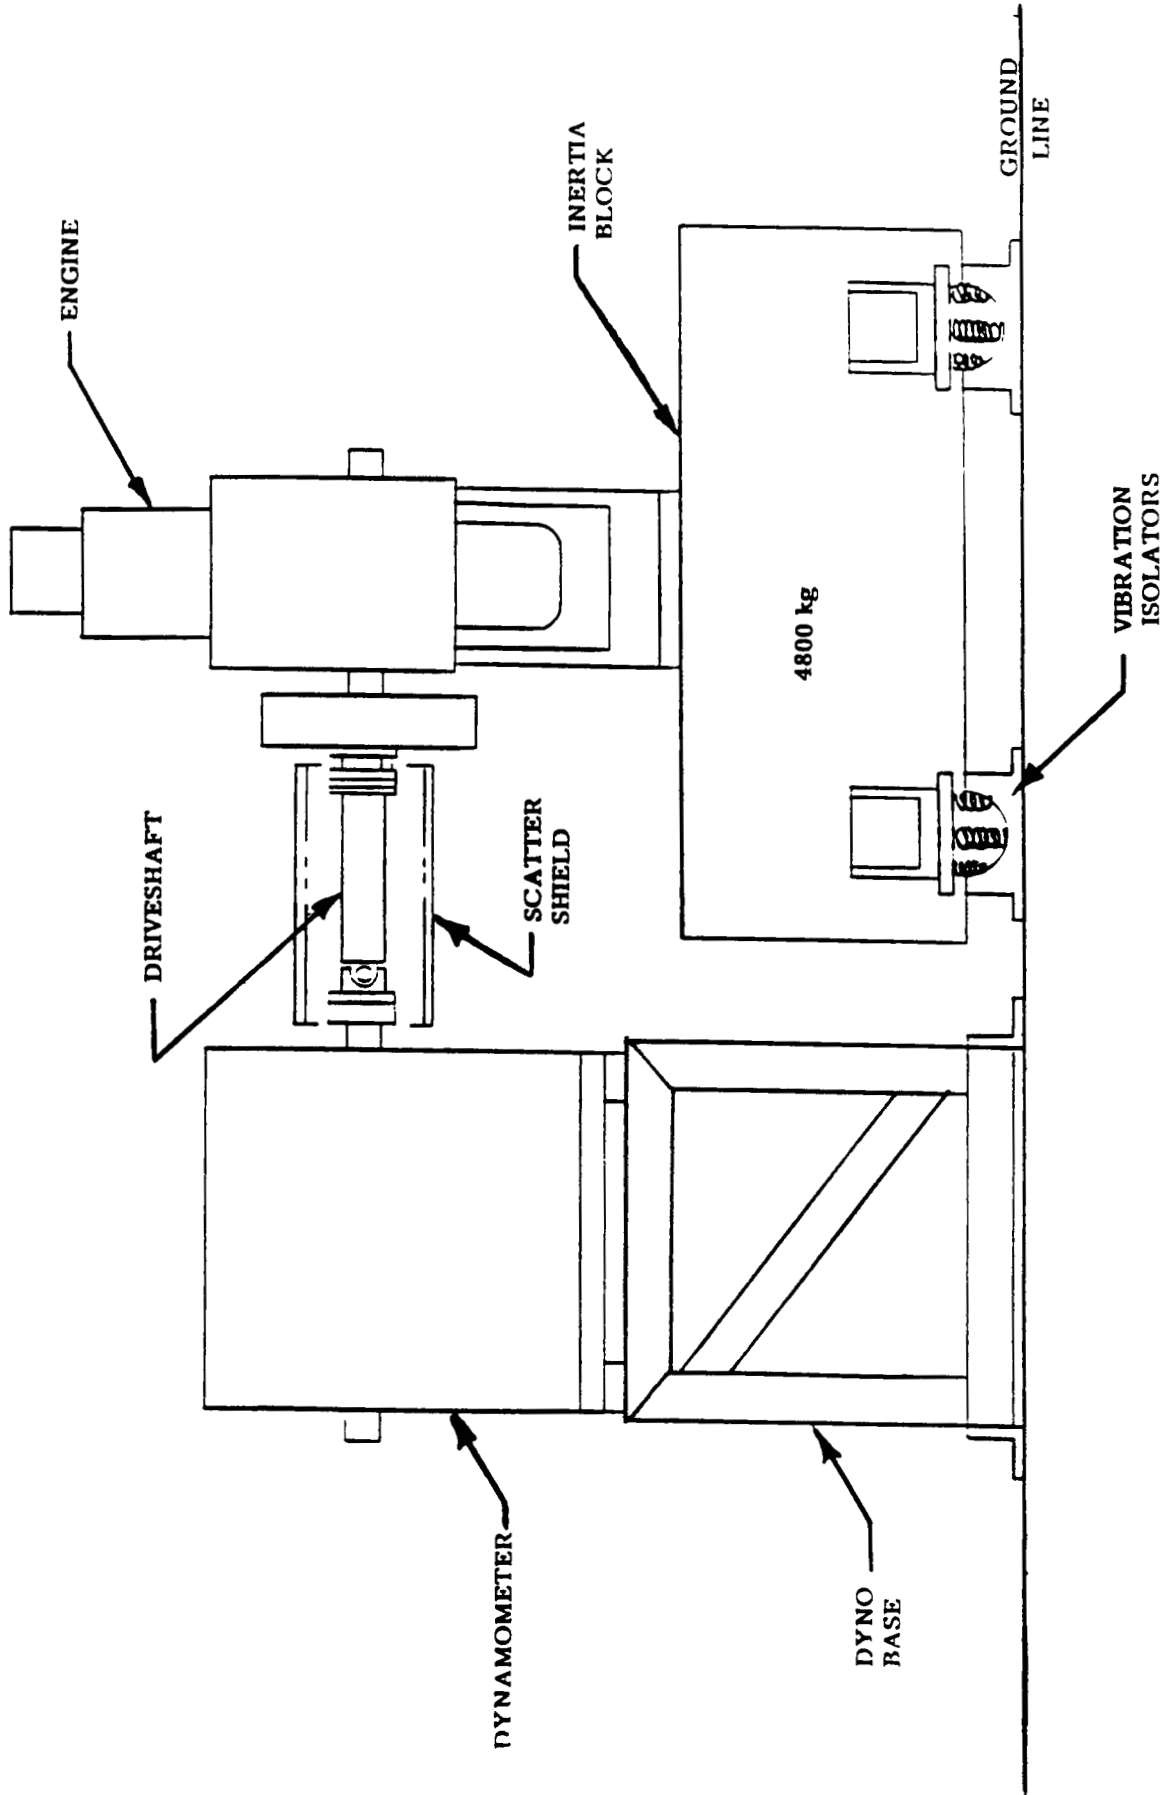 ENGINE
DRIVESHAFT
INERTIA
BLOCK
SCATTER
SHIELD
4800 kg
DYNAMOMETER
DYNO
BASE
VIBRATION
ISOLATORS
GROUND
LINE